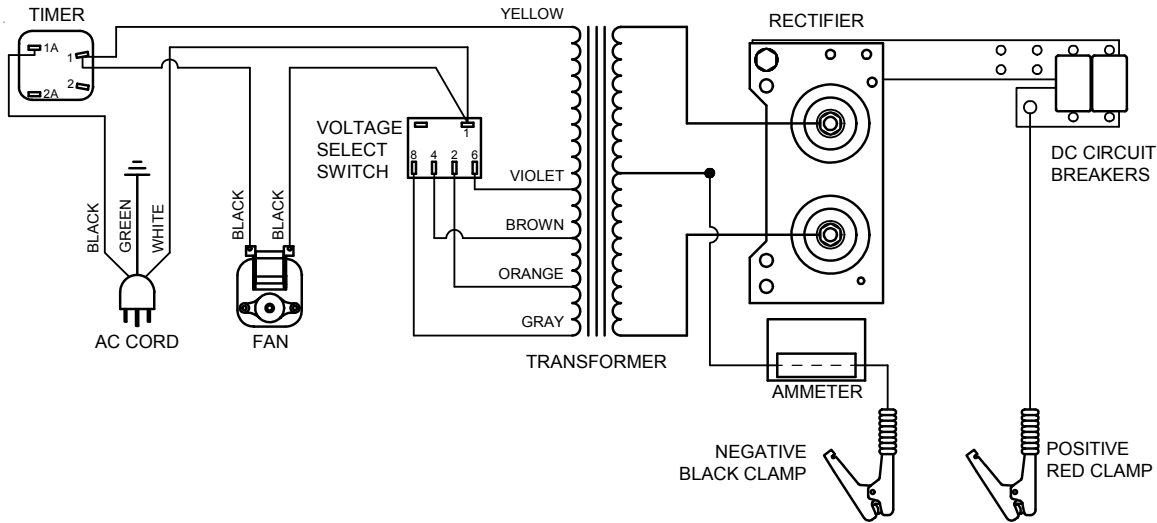 TIMER
1A
1
2
2A
YELLOW
RECTIFIER
VOLTAGE
SELECT
SWITCH
1
8 4 2 6
VIOLET
BROWN
ORANGE
GRAY
BLACK
GREEN
WHITE
BLACK
BLACK
AC CORD
FAN
TRANSFORMER
DC CIRCUIT
BREAKERS
AMMETER
NEGATIVE
BLACK CLAMP
POSITIVE
RED CLAMP